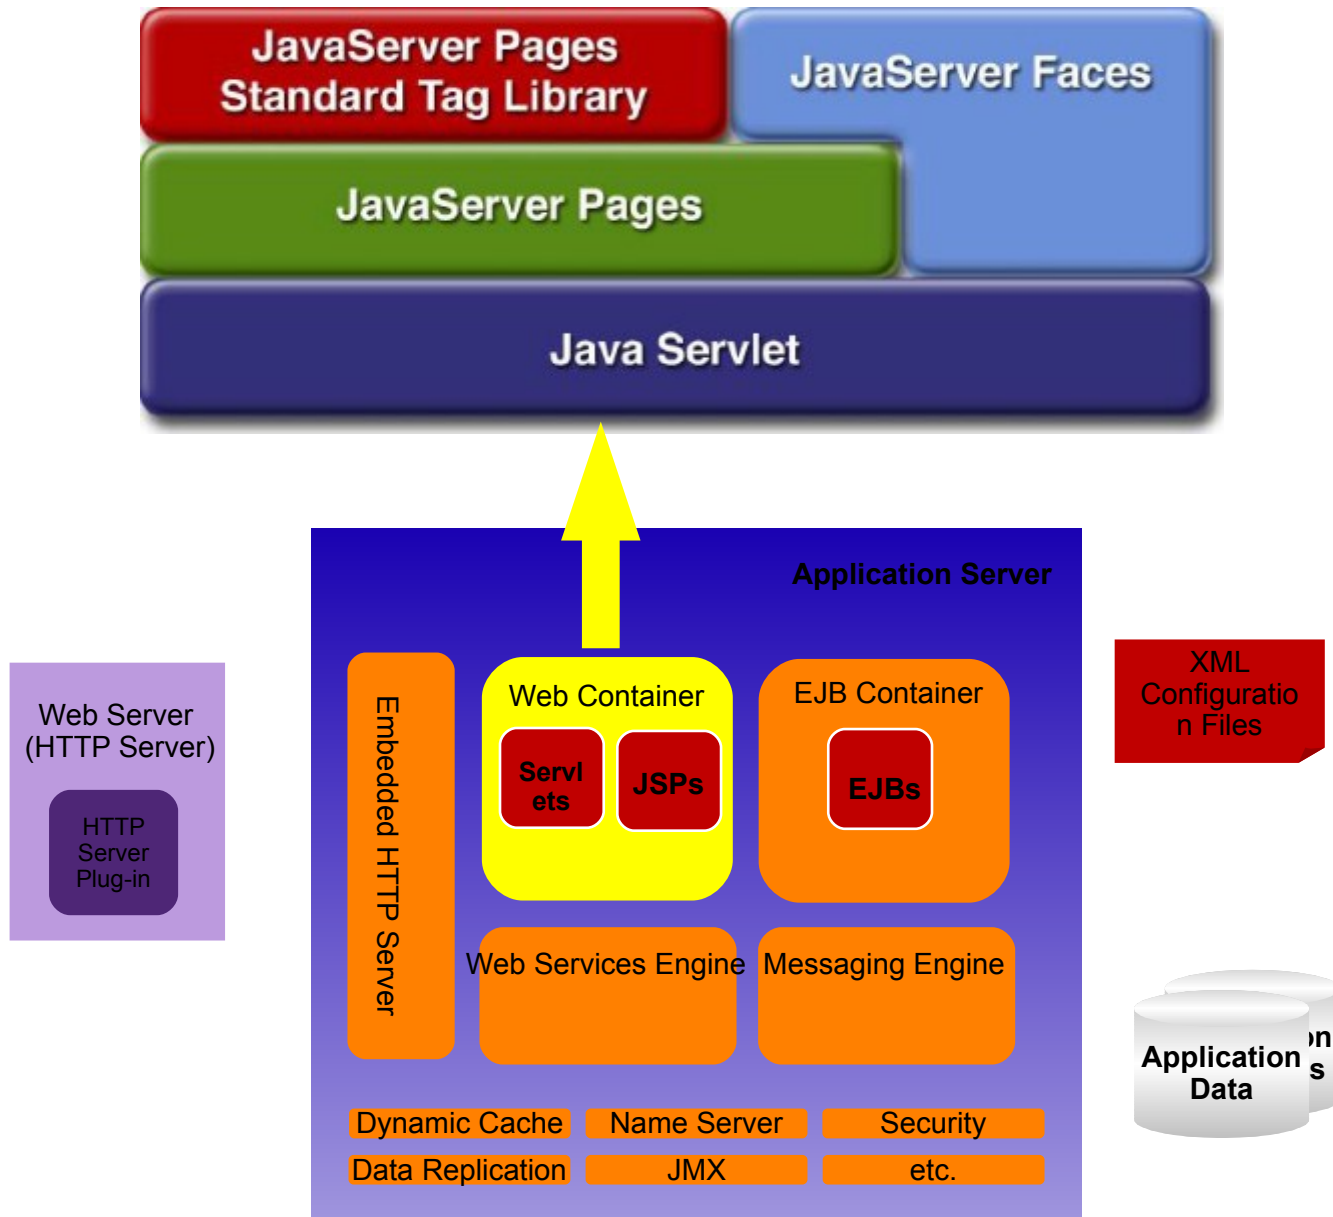 JavaServer Pages
Standard Tag Library
JavaServer Faces
JavaServer Pages
Java Servlet
Application Server
Web Server
(HTTP Server)
HTTP
Server
Plug-in
Embedded HTTP Server
Web Container
Servl
ets
JSPs
EJB Container
EJBs
XML
Configuratio
n Files
Web Services Engine
Messaging Engine
Application
Data
Dynamic Cache
Name Server
Security
Data Replication
JMX
etc.